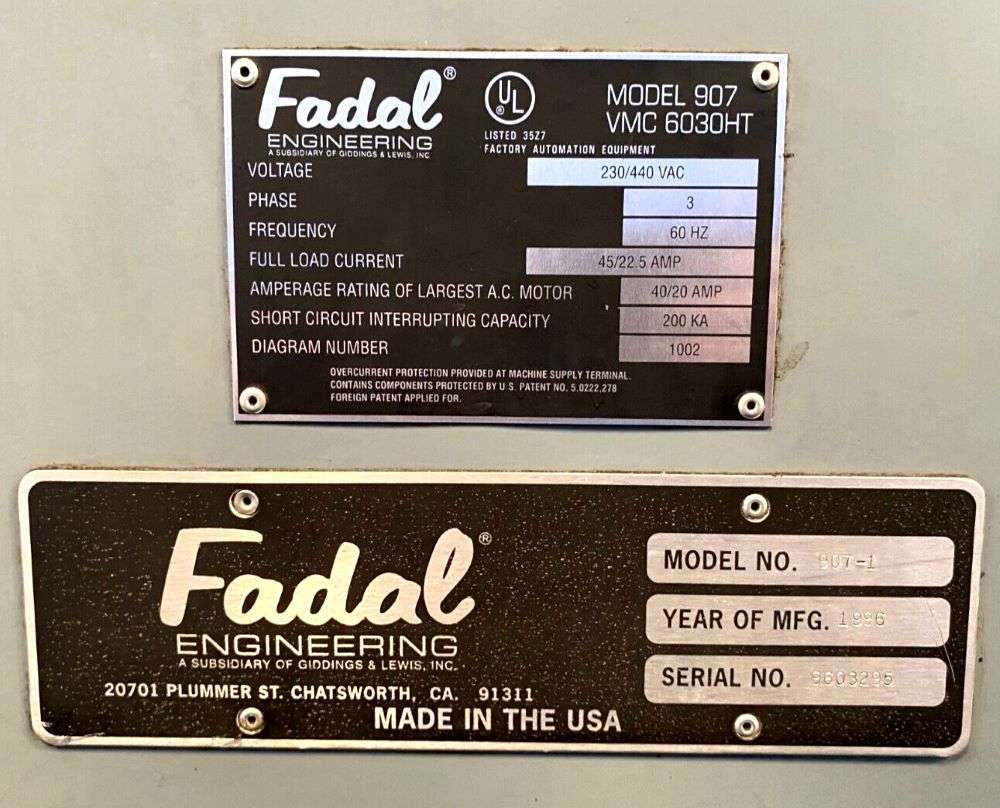 Fadal®
ENGINEERING
A SUBSIDIARY OF GIDDINGS & LEWIS, INC
UL ®
LISTED 35Z7
FACTORY AUTOMATION EQUIPMENT
MODEL 907
VMC 6030HT
VOLTAGE 230/440 VAC
PHASE 3
FREQUENCY 60 HZ
FULL LOAD CURRENT 45/22.5 AMP
AMPERAGE RATING OF LARGEST A.C. MOTOR 40/20 AMP
SHORT CIRCUIT INTERRUPTING CAPACITY 200 KA
DIAGRAM NUMBER 1002
OVERCURRENT PROTECTION PROVIDED AT MACHINE SUPPLY TERMINAL.
CONTAINS COMPONENTS PROTECTED BY U.S. PATENT NO. 5.0222,278
FOREIGN PATENT APPLIED FOR.
Fadal®
ENGINEERING
A SUBSIDIARY OF GIDDINGS & LEWIS, INC.
20701 PLUMMER ST. CHATSWORTH, CA. 91311
MADE IN THE USA
MODEL NO. 907-1
YEAR OF MFG. 1996
SERIAL NO. 9603295